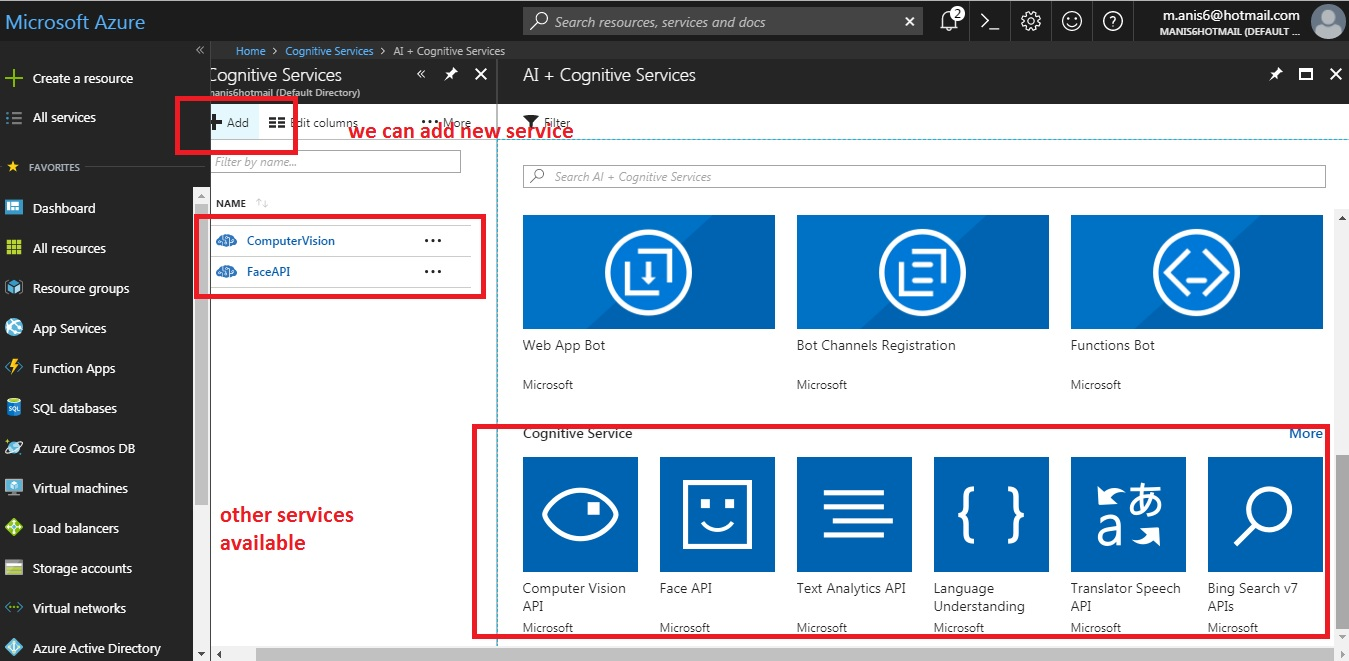 Microsoft Azure
Search resources, services and docs
2
m.anis6@hotmail.com
MANIS6HOTMAIL (DEFAULT ...
Home > Cognitive Services > AI + Cognitive Services
Create a resource
All services
FAVORITES
Dashboard
All resources
Resource groups
App Services
Function Apps
SQL databases
Azure Cosmos DB
Virtual machines
Load balancers
Storage accounts
Virtual networks
Azure Active Directory
Cognitive Services
manis6hotmail (Default Directory)
Add
Edit columns
More
we can add new service
Filter by name...
NAME
ComputerVision
FaceAPI
other services
available
AI + Cognitive Services
Filter
Search AI + Cognitive Services
Web App Bot
Microsoft
Bot Channels Registration
Microsoft
Functions Bot
Microsoft
Cognitive Service
More
Computer Vision
API
Microsoft
Face API
Microsoft
Text Analytics API
Microsoft
Language
Understanding
Microsoft
あ
a
Translator Speech
API
Microsoft
Bing Search v7
APIs
Microsoft